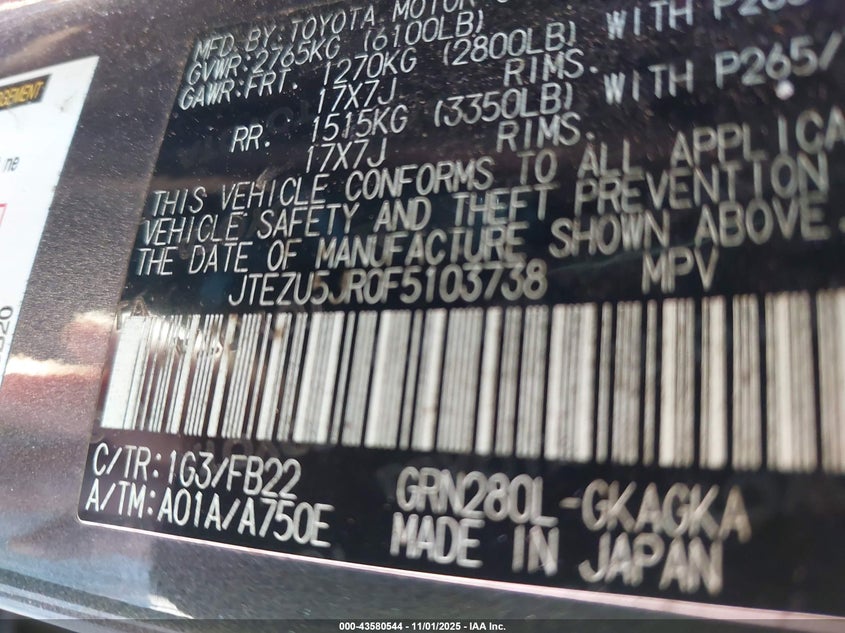 MFD. BY: TOYOTA MOTOR
GVWR: 2765KG (6100LB)
GAWR: FRT. 1270KG (2800LB) WITH P265
17X7J RIMS.
RR. 1515KG (3350LB) WITH P265/
17X7J RIMS.
THIS VEHICLE CONFORMS TO ALL APPLICA
VEHICLE SAFETY AND THEFT PREVENTION
THE DATE OF MANUFACTURE SHOWN ABOVE.
JTEZU5JR0F5103738 MPV
C/TR: 1G3/FB22 GRN280L-GKAGKA
A/TM: A01A/A750E MADE IN JAPAN
me
320
000-43580544 - 11/01/2025 - IAA Inc.